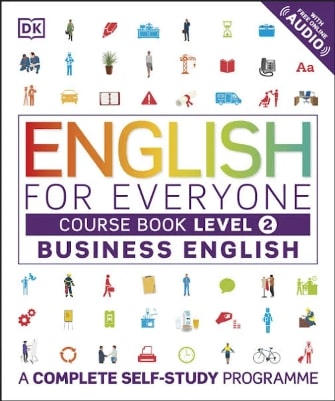 DK
WITH
FREE ONLINE
AUDIO
Aa
ENGLISH
FOR EVERYONE
COURSE BOOK LEVEL 2
BUSINESS ENGLISH
A COMPLETE SELF-STUDY PROGRAMME